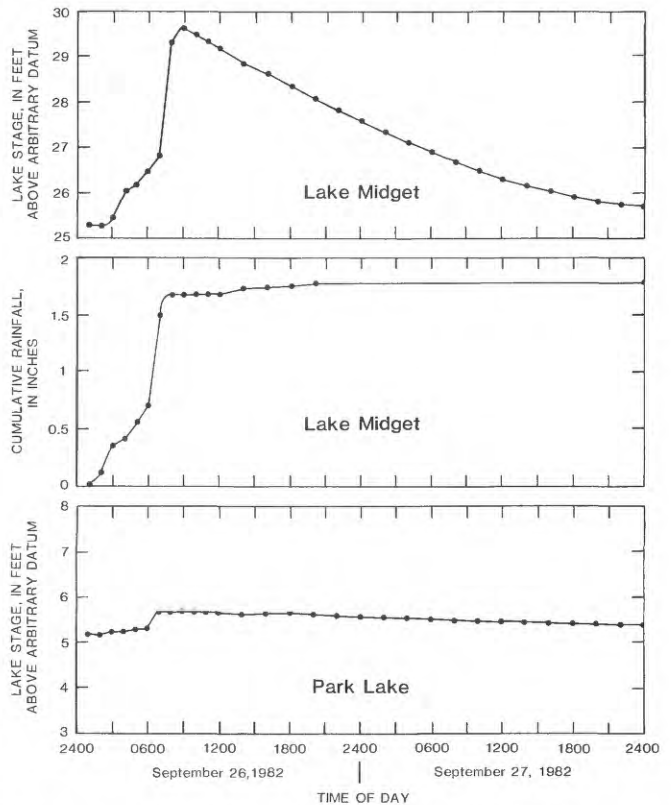 LAKE STAGE, IN FEET
ABOVE ARBITRARY DATUM
30
29
28
27
26
25
Lake Midget
CUMULATIVE RAINFALL,
IN INCHES
2
1.5
1
0.5
0
Lake Midget
LAKE STAGE, IN FEET
ABOVE ARBITRARY DATUM
8
7
6
5
4
3
Park Lake
2400 0600 1200 1800 2400 0600 1200 1800 2400
September 26,1982 September 27, 1982
TIME OF DAY